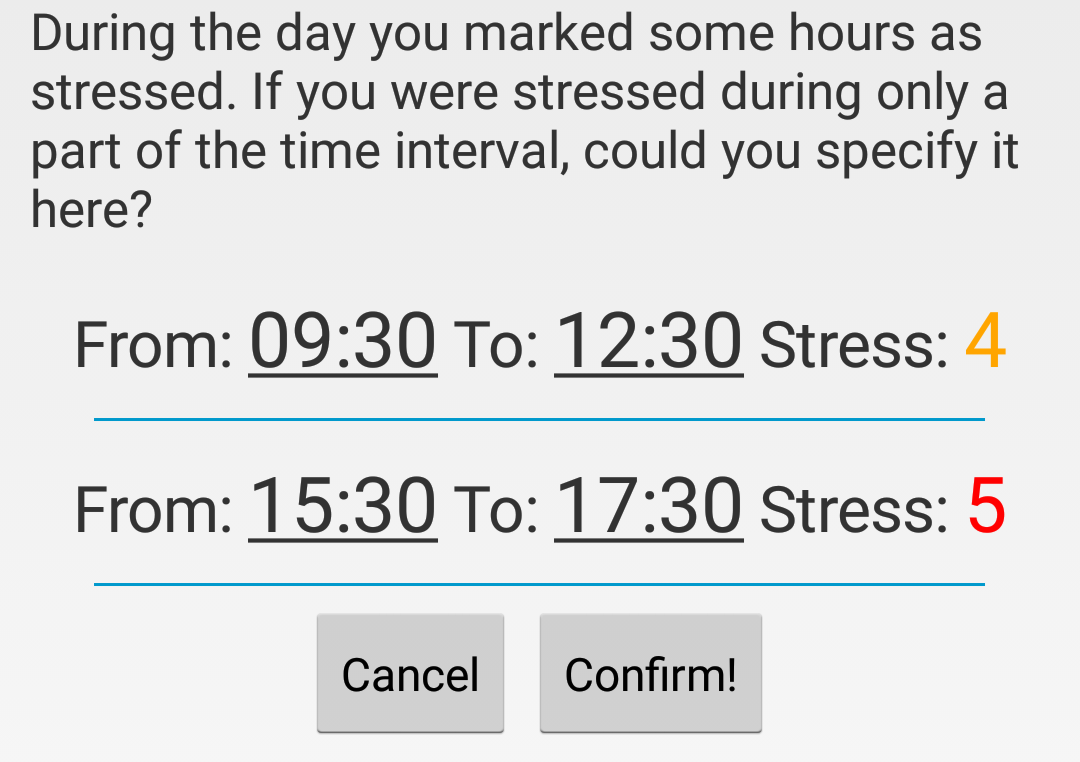 During the day you marked some hours as
stressed. If you were stressed during only a
part of the time interval, could you specify it
here?
From: 09:30 To: 12:30 Stress: 4
From: 15:30 To: 17:30 Stress: 5
Cancel Confirm!